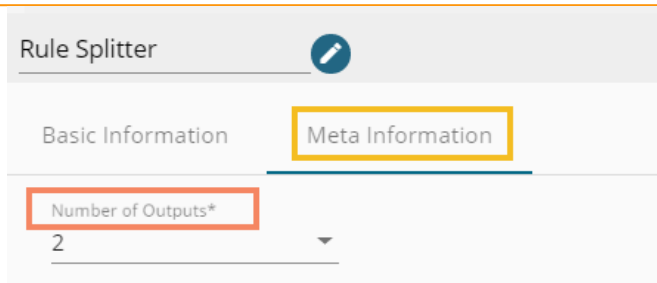 Rule Splitter
Basic Information Meta Information
Number of Outputs*
2